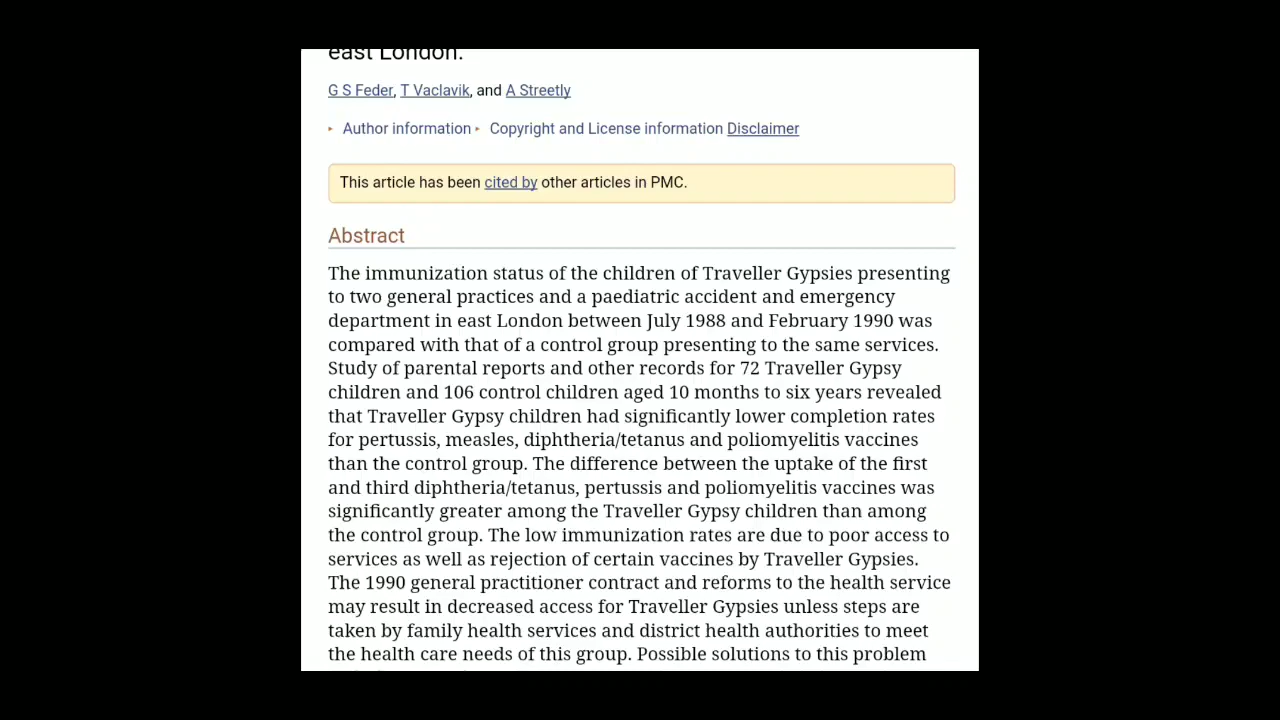 east London.
G S Feder, T Vaclavik, and A Streetly
▸ Author information ▸ Copyright and License information Disclaimer
This article has been cited by other articles in PMC.
Abstract
The immunization status of the children of Traveller Gypsies presenting
to two general practices and a paediatric accident and emergency
department in east London between July 1988 and February 1990 was
compared with that of a control group presenting to the same services.
Study of parental reports and other records for 72 Traveller Gypsy
children and 106 control children aged 10 months to six years revealed
that Traveller Gypsy children had significantly lower completion rates
for pertussis, measles, diphtheria/tetanus and poliomyelitis vaccines
than the control group. The difference between the uptake of the first
and third diphtheria/tetanus, pertussis and poliomyelitis vaccines was
significantly greater among the Traveller Gypsy children than among
the control group. The low immunization rates are due to poor access to
services as well as rejection of certain vaccines by Traveller Gypsies.
The 1990 general practitioner contract and reforms to the health service
may result in decreased access for Traveller Gypsies unless steps are
taken by family health services and district health authorities to meet
the health care needs of this group. Possible solutions to this problem